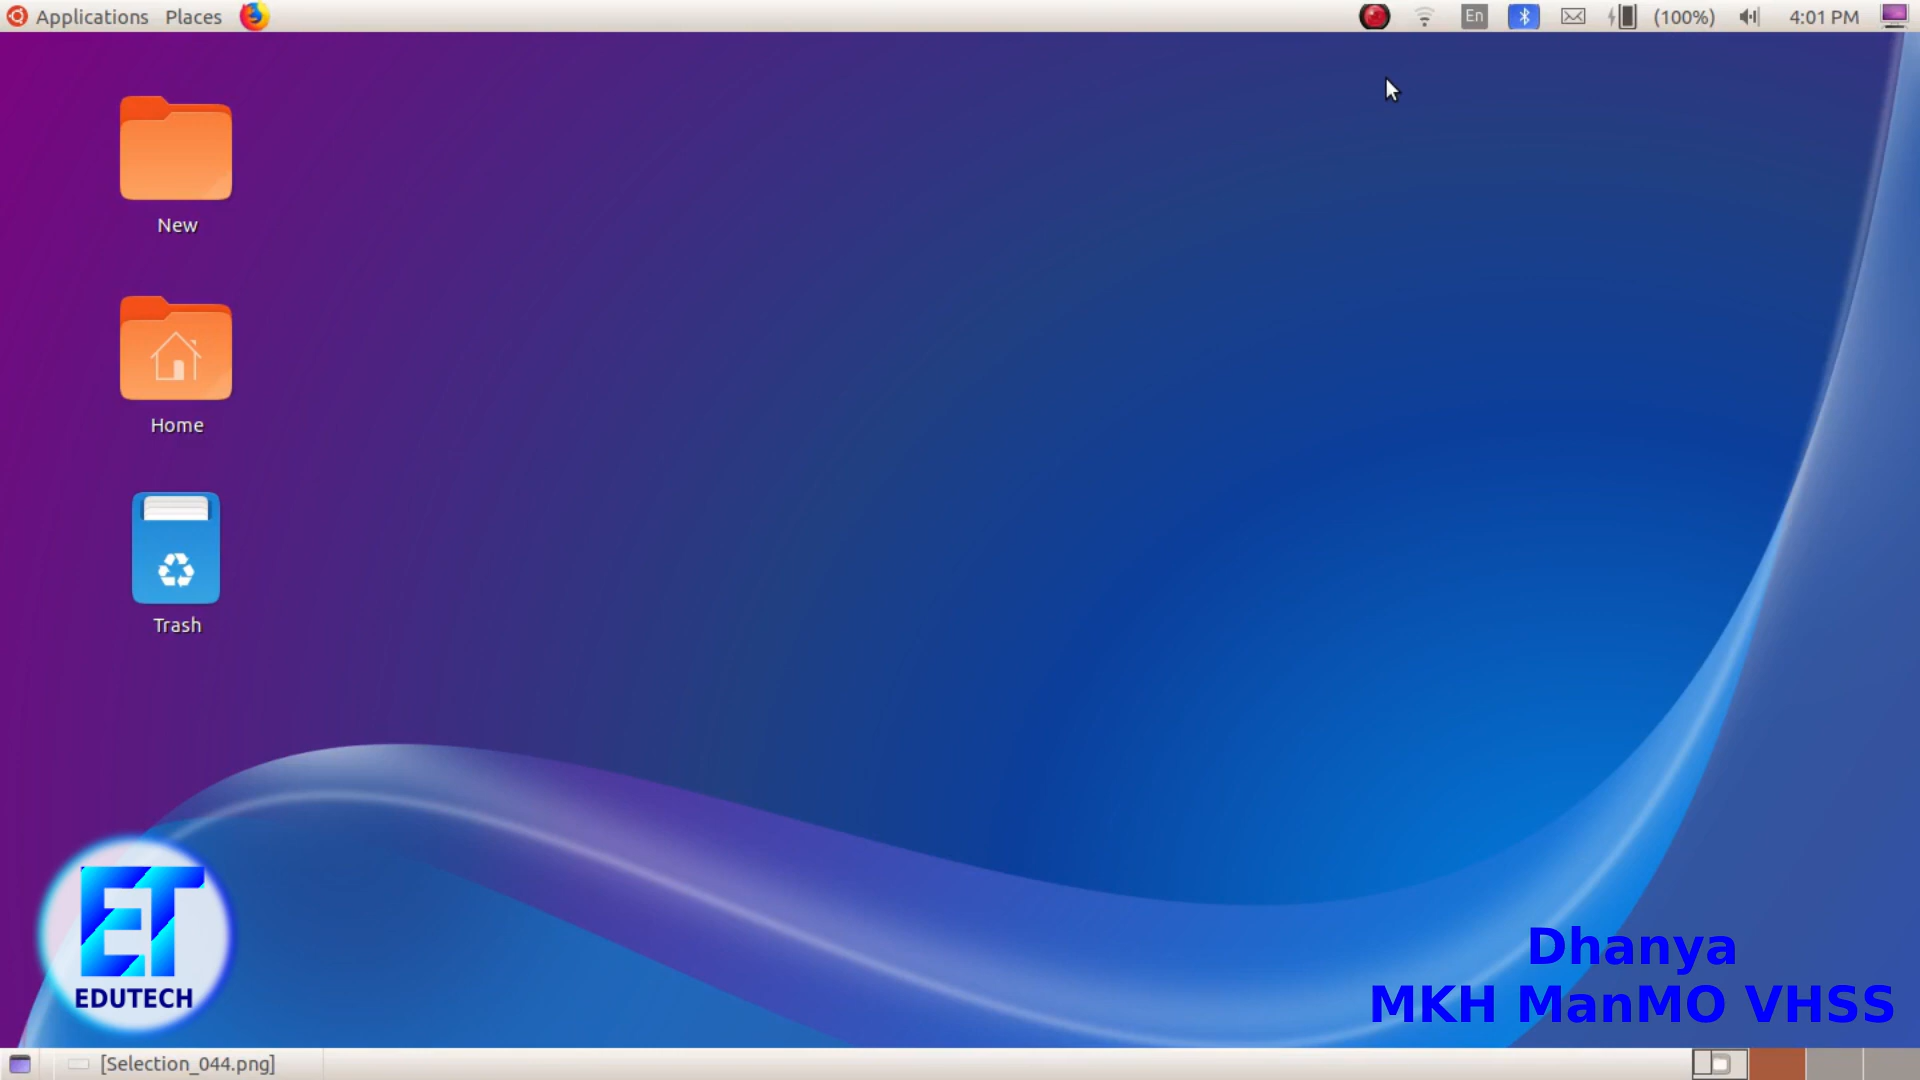 Applications Places En (100%) 4:01 PM
New
Home
Trash
ET
EDUTECH
Dhanya
MKH ManMO VHSS
[Selection_044.png]